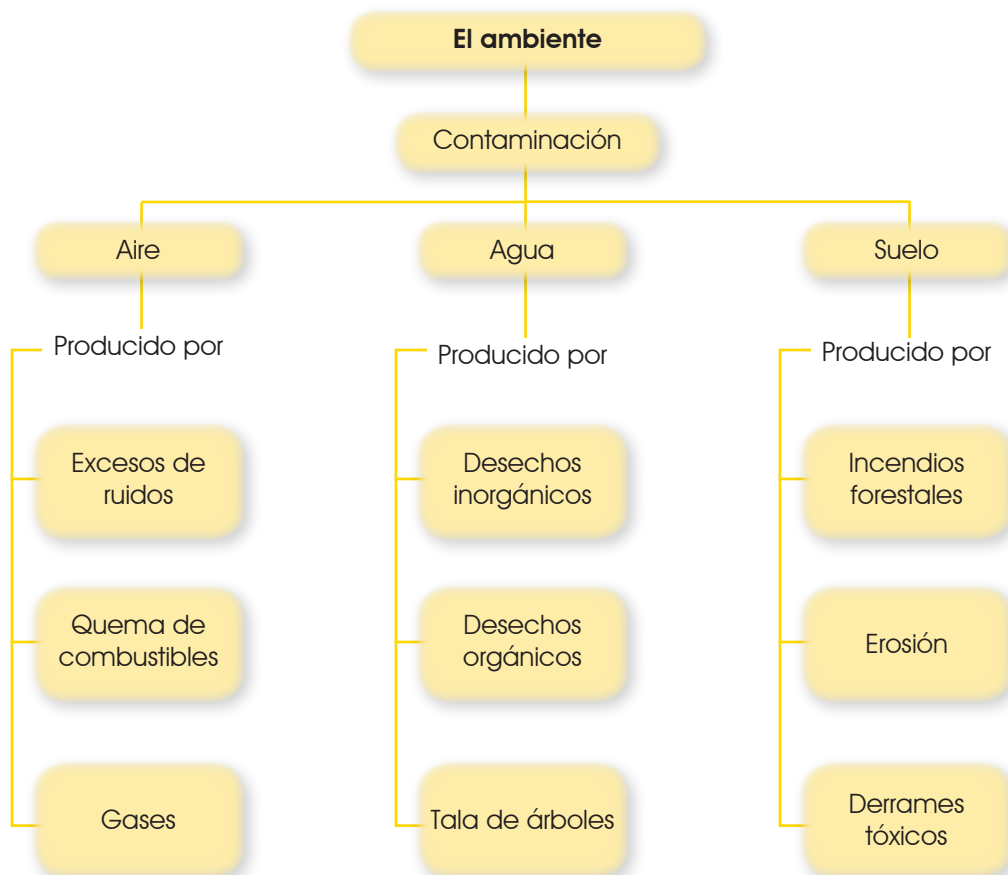 El ambiente
Contaminación
Aire
Agua
Suelo
Producido por
Producido por
Producido por
Excesos de
ruidos
Desechos
inorgánicos
Incendios
forestales
Quema de
combustibles
Desechos
orgánicos
Erosión
Gases
Tala de árboles
Derrames
tóxicos